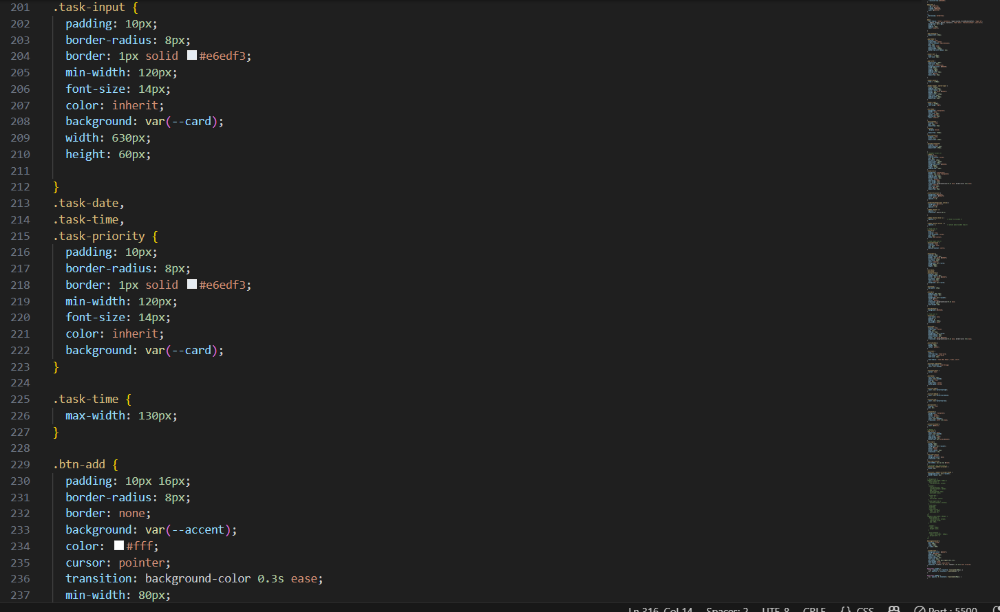 201 .task-input {
202 padding: 10px;
203 border-radius: 8px;
204 border: 1px solid #e6edf3;
205 min-width: 120px;
206 font-size: 14px;
207 color: inherit;
208 background: var(--card);
209 width: 630px;
210 height: 60px;
211
212 }
213 .task-date,
214 .task-time,
215 .task-priority {
216 padding: 10px;
217 border-radius: 8px;
218 border: 1px solid #e6edf3;
219 min-width: 120px;
220 font-size: 14px;
221 color: inherit;
222 background: var(--card);
223 }
224
225 .task-time {
226 max-width: 130px;
227 }
228
229 .btn-add {
230 padding: 10px 16px;
231 border-radius: 8px;
232 border: none;
233 background: var(--accent);
234 color: #fff;
235 cursor: pointer;
236 transition: background-color 0.3s ease;
237 min-width: 80px;
Ln 316, Col 14 Spaces: 2 UTF-8 CRLF {} CSS Port : 5500